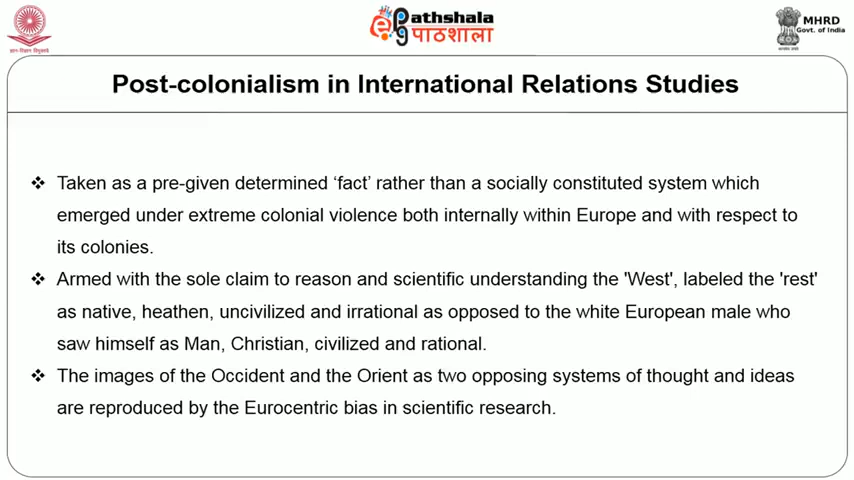 Pathshala
पाठशाला
MHRD
Govt. of India
Post-colonialism in International Relations Studies
❖ Taken as a pre-given determined ‘fact’ rather than a socially constituted system which
emerged under extreme colonial violence both internally within Europe and with respect to
its colonies.
❖ Armed with the sole claim to reason and scientific understanding the 'West', labeled the 'rest'
as native, heathen, uncivilized and irrational as opposed to the white European male who
saw himself as Man, Christian, civilized and rational.
❖ The images of the Occident and the Orient as two opposing systems of thought and ideas
are reproduced by the Eurocentric bias in scientific research.